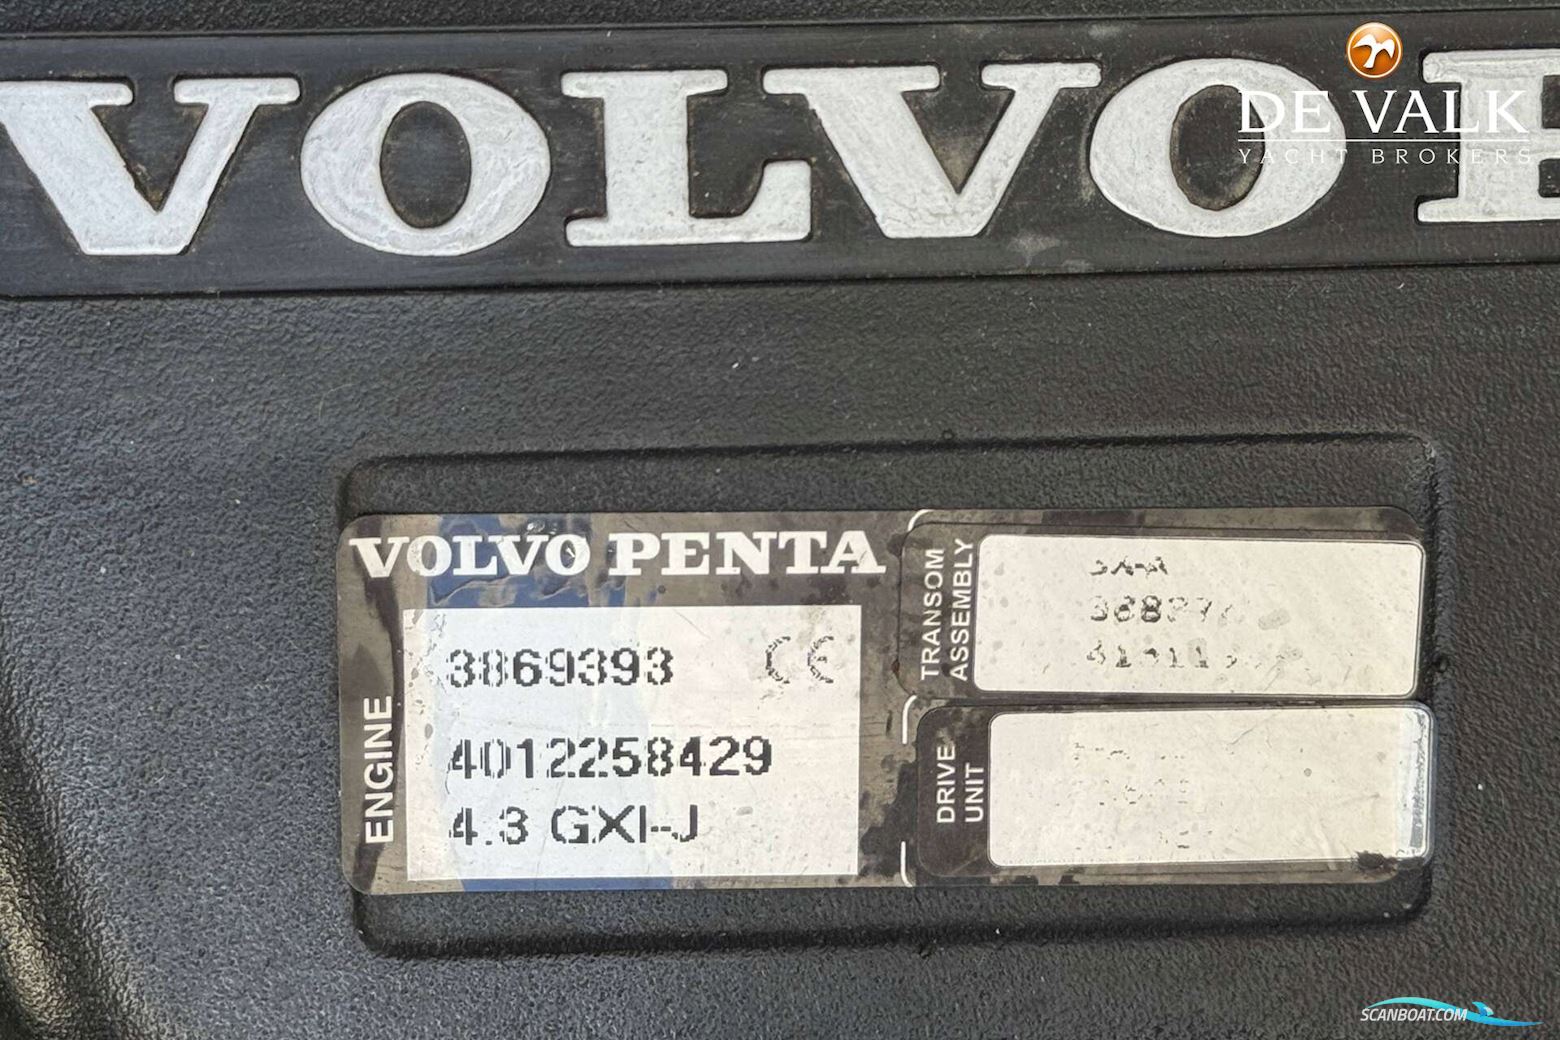 VOLVO
DE VALK
YACHT BROKERS
VOLVO PENTA
ENGINE
3869393 CE
4012258429
4.3 GXI-J
TRANSOM
ASSEMBLY
SX-A
DRIVE
UNIT
SCANBOAT.COM